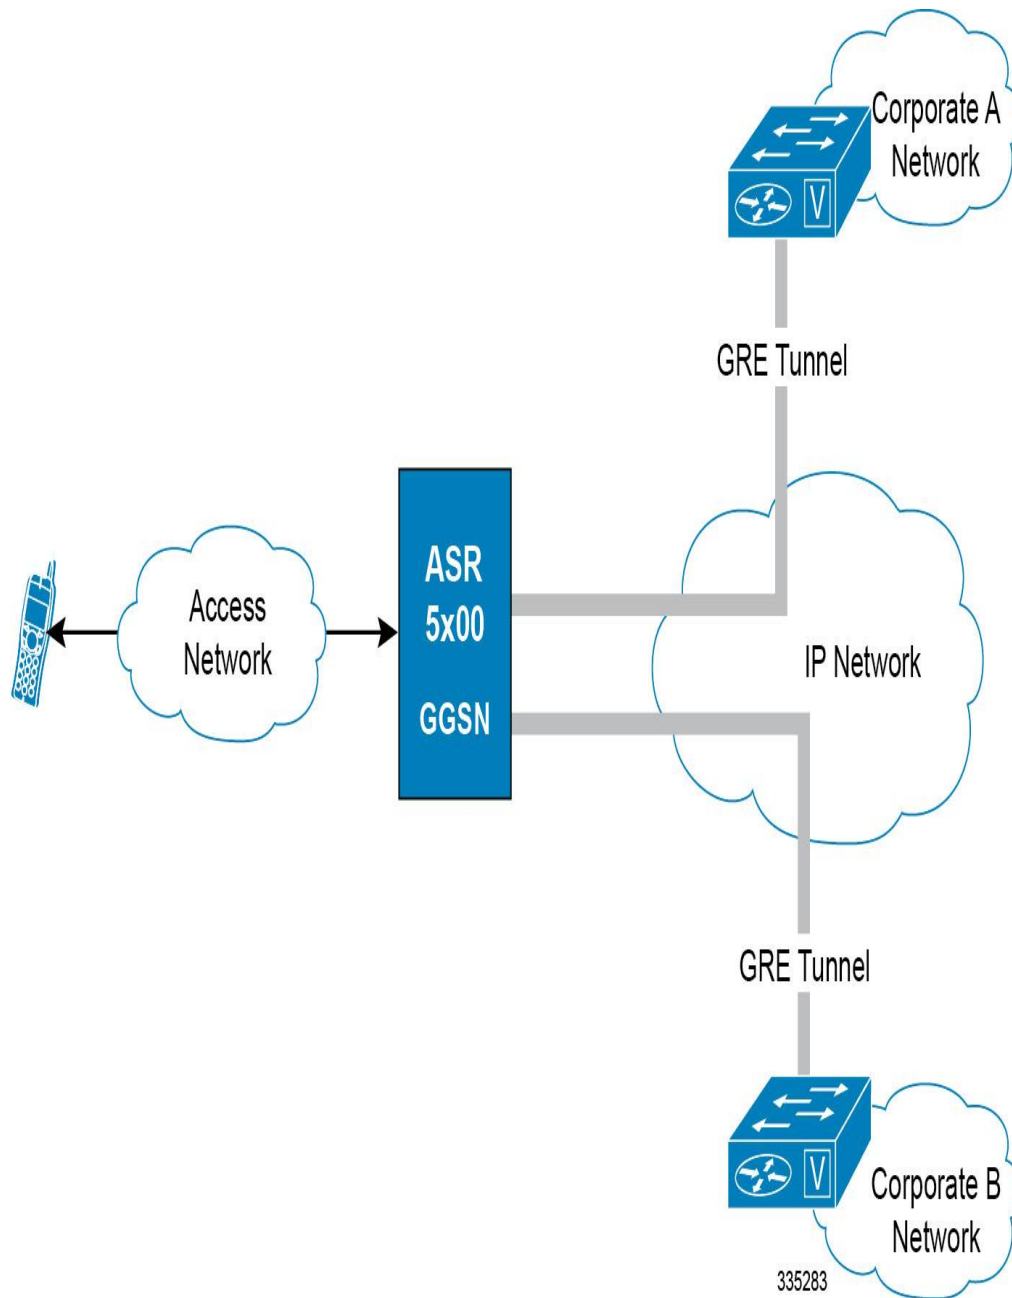 Corporate A
Network
V
GRE Tunnel
ASR
5x00
GGSN
Access
Network
IP Network
GRE Tunnel
V
Corporate B
Network
335283